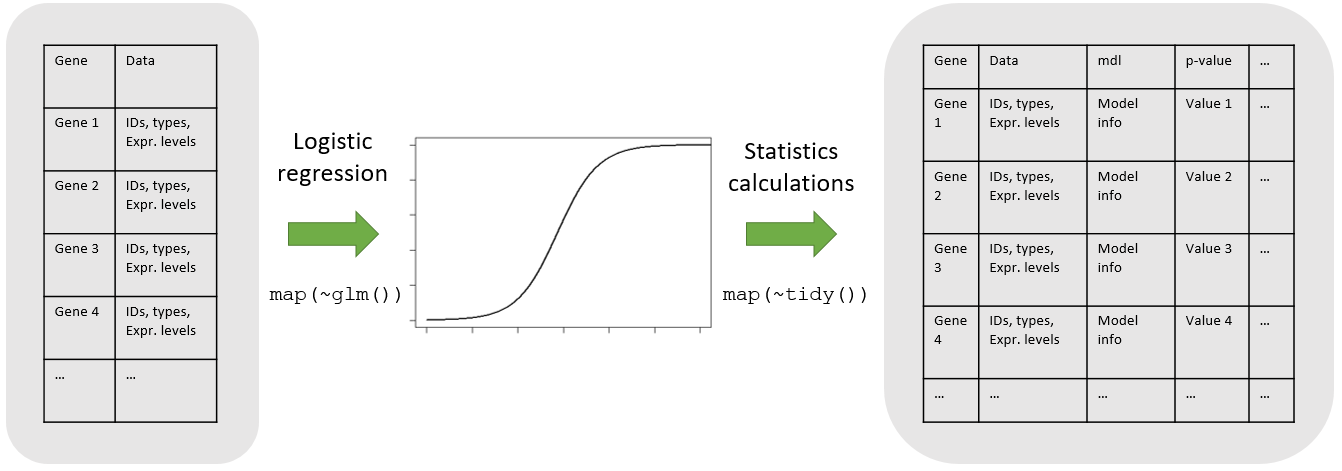 Gene Data
Gene 1 IDs, types,
Expr. levels
Gene 2 IDs, types,
Expr. levels
Gene 3 IDs, types,
Expr. levels
Gene 4 IDs, types,
Expr. levels
... ...
Logistic
regression
map(~glm())
Statistics
calculations
map(~tidy())
Gene Data mdl p-value ...
Gene IDs, types, Model Value 1 ...
1 Expr. levels info
Gene IDs, types, Model Value 2 ...
2 Expr. levels info
Gene IDs, types, Model Value 3 ...
3 Expr. levels info
Gene IDs, types, Model Value 4 ...
4 Expr. levels info
... ... ... ... ...